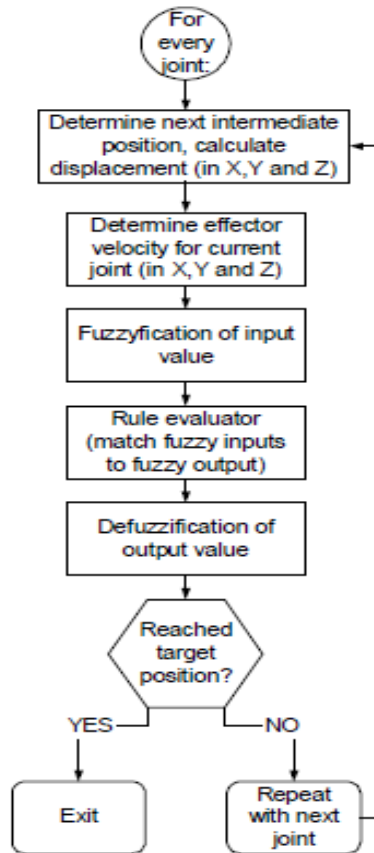 For
every
joint:
Determine next intermediate
position, calculate
displacement (in X,Y and Z)
Determine effector
velocity for current
joint (in X,Y and Z)
Fuzzyfication of input
value
Rule evaluator
(match fuzzy inputs
to fuzzy output)
Defuzzification of
output value
Reached
target
position?
YES
NO
Exit
Repeat
with next
joint